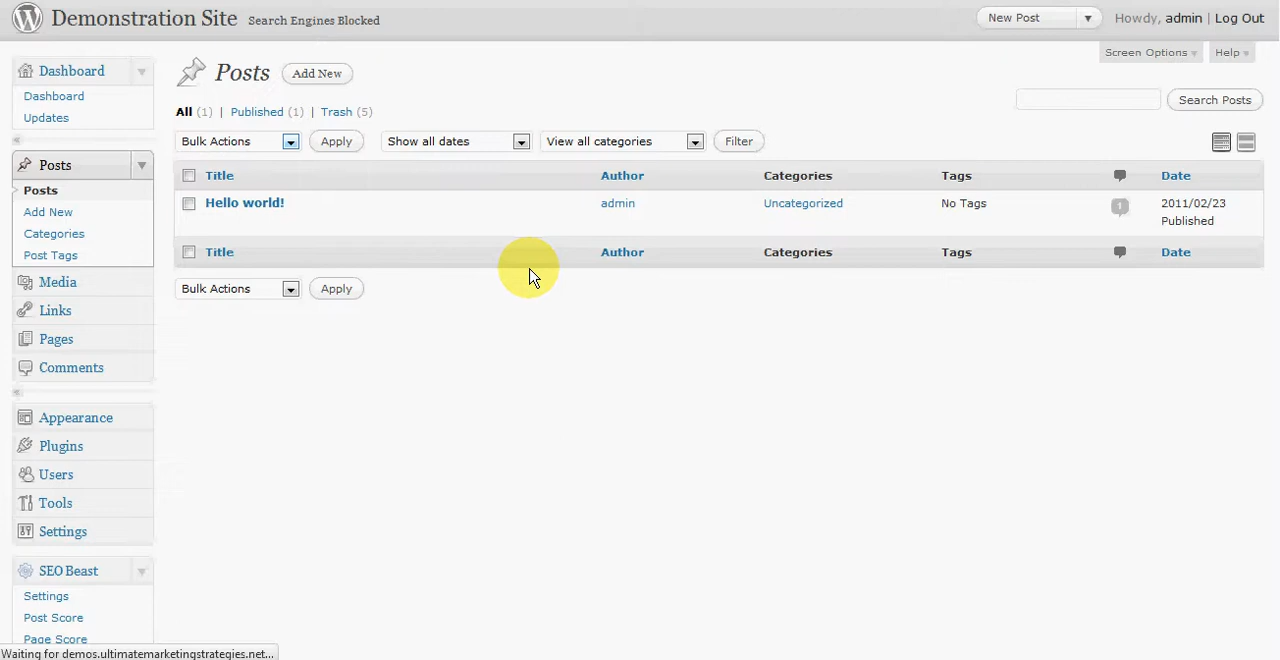 Demonstration Site Search Engines Blocked New Post Howdy, admin | Log Out
Screen Options Help
Dashboard
Dashboard
Updates
Posts
Posts
Add New
Categories
Post Tags
Media
Links
Pages
Comments
Appearance
Plugins
Users
Tools
Settings
SEO Beast
Settings
Post Score
Page Score
Posts Add New
All (1) | Published (1) | Trash (5)
Search Posts
Bulk Actions Apply Show all dates View all categories Filter
Title Author Categories Tags Date
Hello world! admin Uncategorized No Tags 1 2011/02/23
Published
Title Author Categories Tags Date
Bulk Actions Apply
Waiting for demos.ultimatemarketingstrategies.net...